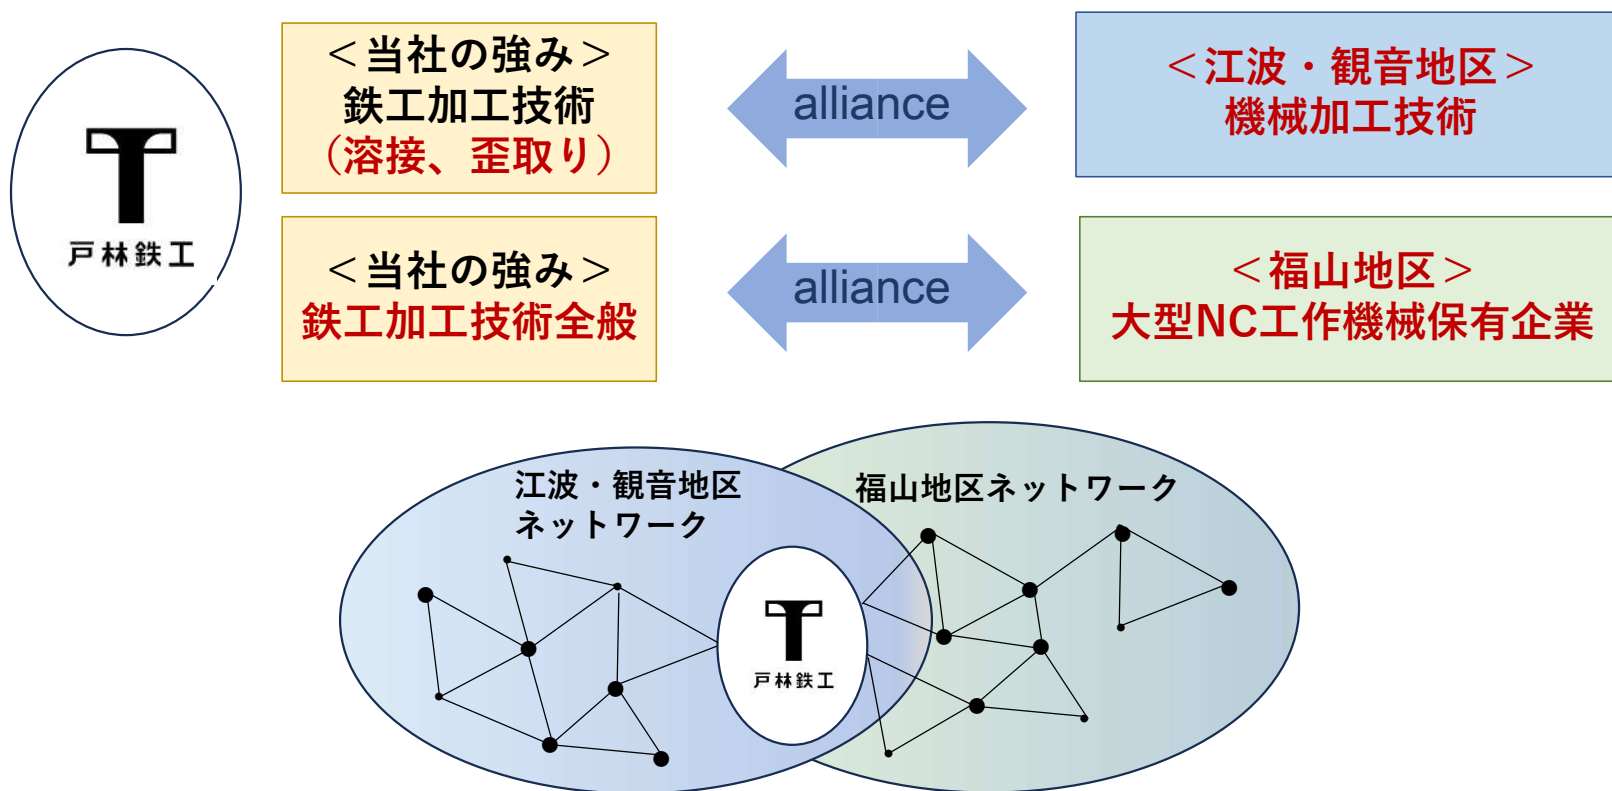 戸林鉄工
＜当社の強み＞
鉄工加工技術
（溶接、歪取り）
alliance
＜江波・観音地区＞
機械加工技術
＜当社の強み＞
鉄工加工技術全般
alliance
＜福山地区＞
大型NC工作機械保有企業
江波・観音地区
ネットワーク
福山地区ネットワーク
戸林鉄工